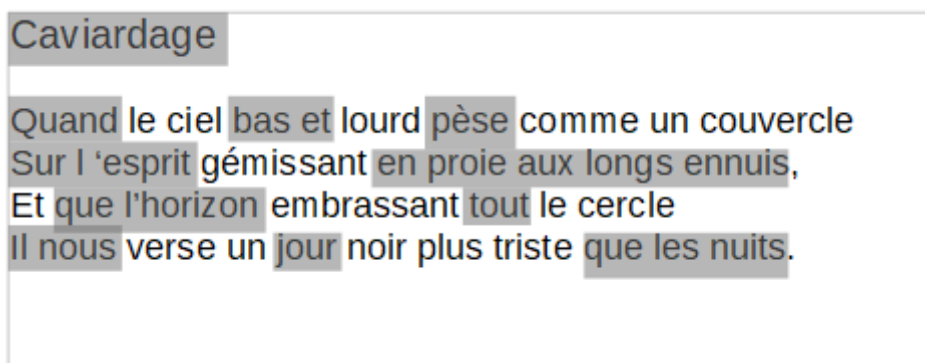 Caviardage
Quand le ciel bas et lourd pèse comme un couvercle
Sur l ‘esprit gémissant en proie aux longs ennuis,
Et que l’horizon embrassant tout le cercle
Il nous verse un jour noir plus triste que les nuits.